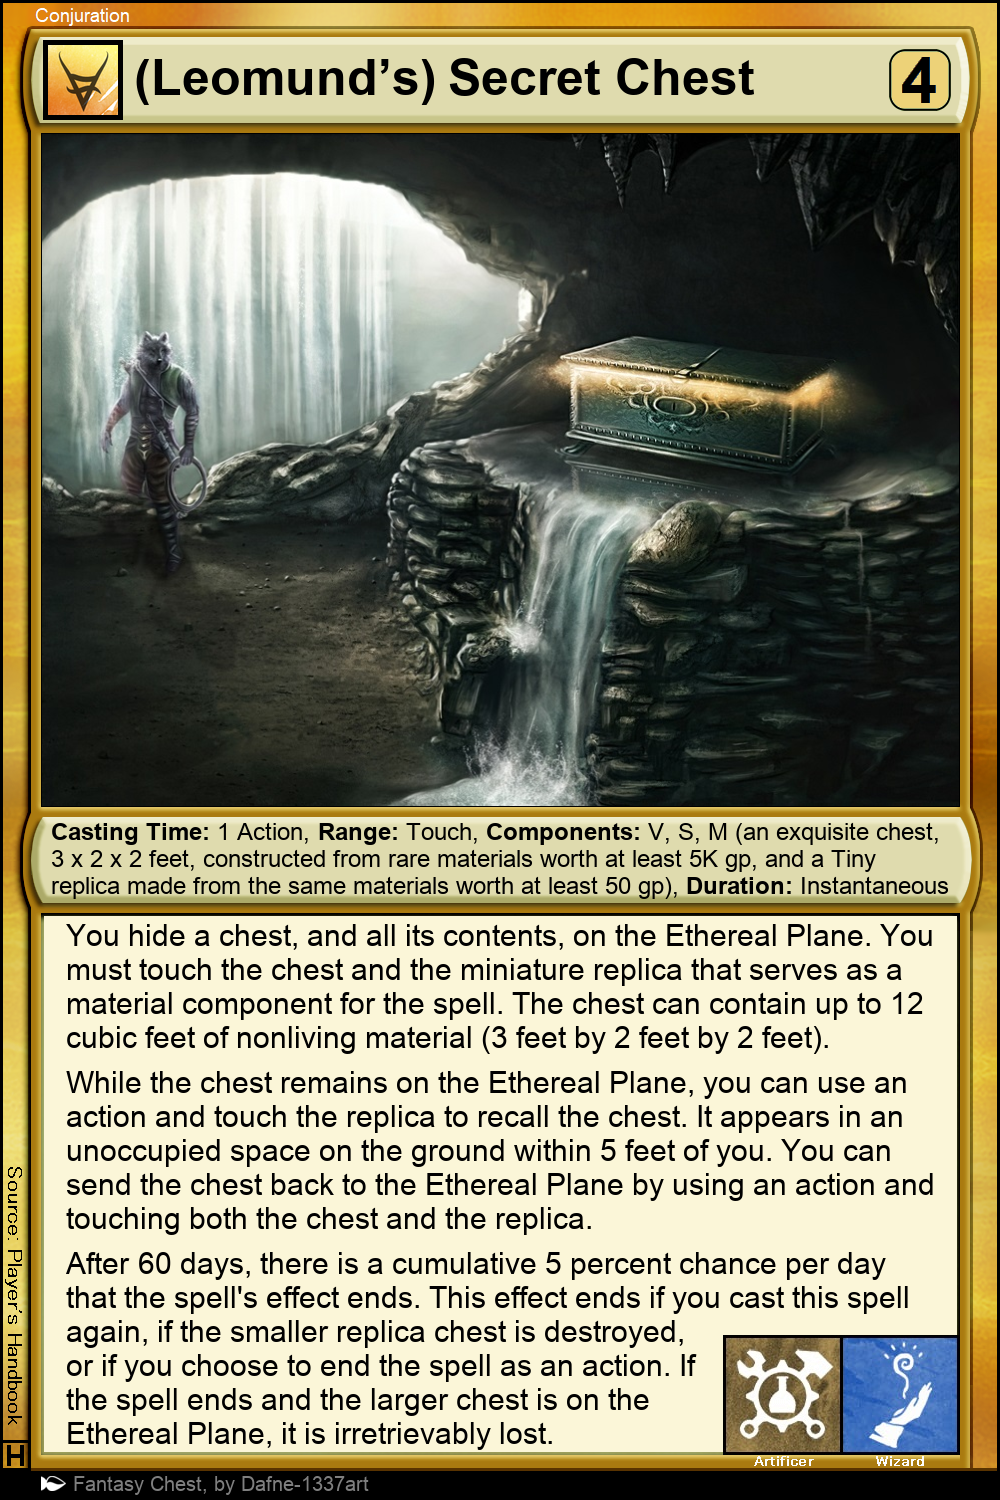 Conjuration
(Leomund’s) Secret Chest
4
Casting Time: 1 Action, Range: Touch, Components: V, S, M (an exquisite chest,
3 x 2 x 2 feet, constructed from rare materials worth at least 5K gp, and a Tiny
replica made from the same materials worth at least 50 gp), Duration: Instantaneous
You hide a chest, and all its contents, on the Ethereal Plane. You
must touch the chest and the miniature replica that serves as a
material component for the spell. The chest can contain up to 12
cubic feet of nonliving material (3 feet by 2 feet by 2 feet).
While the chest remains on the Ethereal Plane, you can use an
action and touch the replica to recall the chest. It appears in an
unoccupied space on the ground within 5 feet of you. You can
send the chest back to the Ethereal Plane by using an action and
touching both the chest and the replica.
After 60 days, there is a cumulative 5 percent chance per day
that the spell's effect ends. This effect ends if you cast this spell
again, if the smaller replica chest is destroyed,
or if you choose to end the spell as an action. If
the spell ends and the larger chest is on the
Ethereal Plane, it is irretrievably lost.
Artificer
Wizard
Source: Player's Handbook
H
Fantasy Chest, by Dafne-1337art